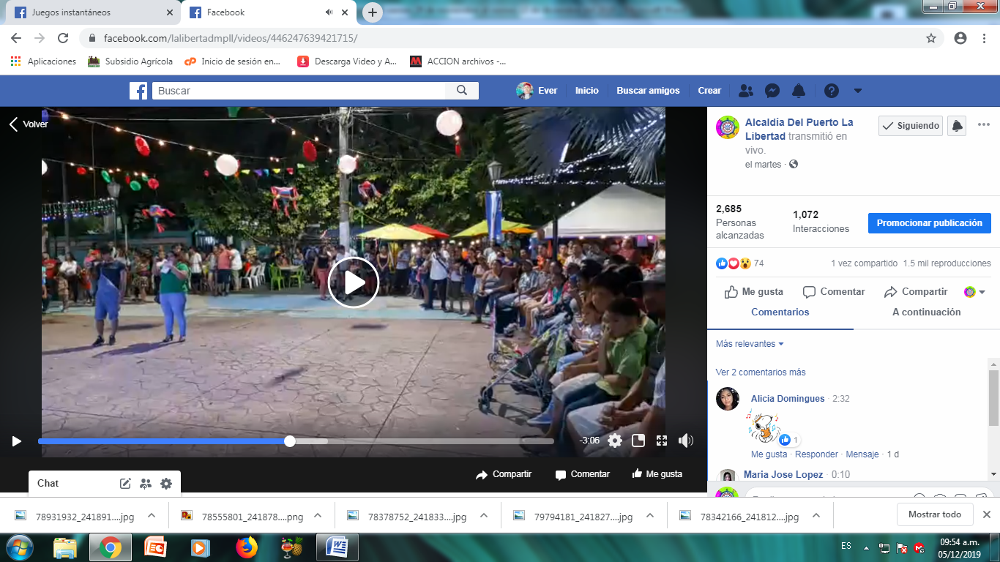 Juegos instantáneos
Facebook
facebook.com/lalibertadmpll/videos/446247639421715/
Aplicaciones
Subsidio Agrícola
Inicio de sesión en...
Descarga Video y A...
ACCION archivos -...
Buscar
Ever
Inicio
Buscar amigos
Crear
Volver
Alcaldía Del Puerto La
Libertad transmitió en
vivo.
el martes ·
Siguiendo
2,685
Personas
alcanzadas
1,072
Interacciones
Promocionar publicación
74
1 vez compartido 1.5 mil reproducciones
Me gusta
Comentar
Compartir
Comentarios
A continuación
Más relevantes
Ver 2 comentarios más
Alicia Domingues · 2:32
1
Me gusta · Responder · Mensaje · 1 d
Maria Jose Lopez · 0:10
-3:06
Compartir
Comentar
Me gusta
Chat
78931932_241891....jpg
78555801_241878....png
78378752_241833....jpg
79794181_241827....jpg
78342166_241812....jpg
Mostrar todo
ES
09:54 a.m.
05/12/2019